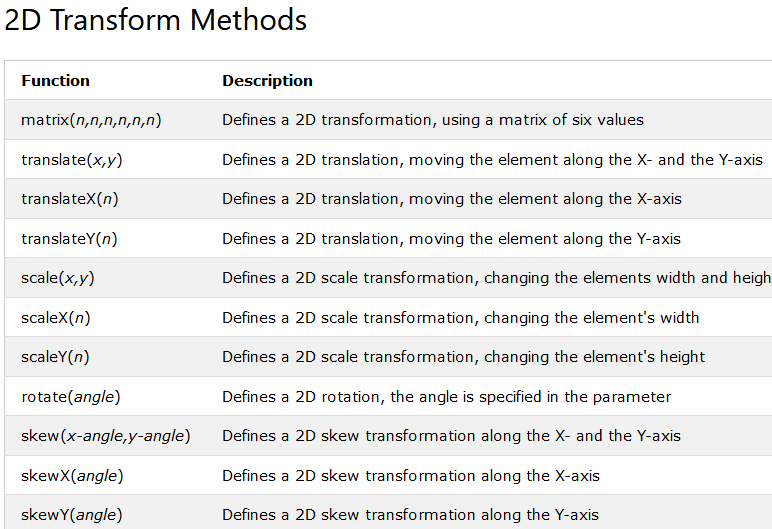 2D Transform Methods
Function Description
matrix(n,n,n,n,n,n) Defines a 2D transformation, using a matrix of six values
translate(x,y) Defines a 2D translation, moving the element along the X- and the Y-axis
translateX(n) Defines a 2D translation, moving the element along the X-axis
translateY(n) Defines a 2D translation, moving the element along the Y-axis
scale(x,y) Defines a 2D scale transformation, changing the elements width and heigh
scaleX(n) Defines a 2D scale transformation, changing the element's width
scaleY(n) Defines a 2D scale transformation, changing the element's height
rotate(angle) Defines a 2D rotation, the angle is specified in the parameter
skew(x-angle,y-angle) Defines a 2D skew transformation along the X- and the Y-axis
skewX(angle) Defines a 2D skew transformation along the X-axis
skewY(angle) Defines a 2D skew transformation along the Y-axis